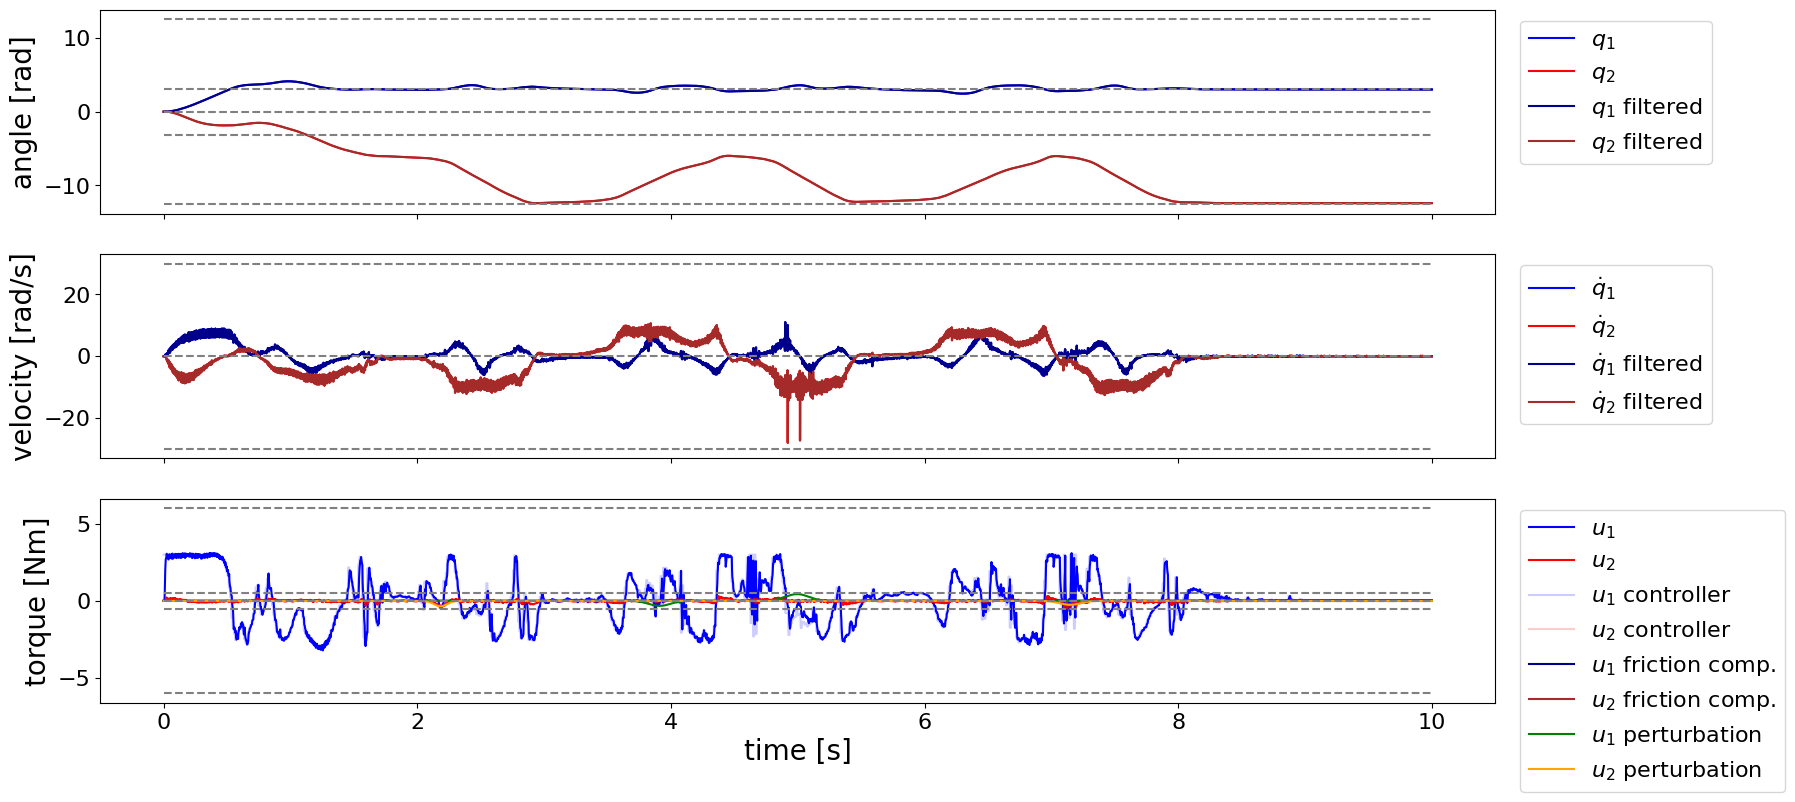 angle [rad]
10
0
−10
q₁
q₂
q₁ filtered
q₂ filtered
velocity [rad/s]
20
0
−20
q̇₁
q̇₂
q̇₁ filtered
q̇₂ filtered
torque [Nm]
5
0
−5
0 2 4 6 8 10
time [s]
u₁
u₂
u₁ controller
u₂ controller
u₁ friction comp.
u₂ friction comp.
u₁ perturbation
u₂ perturbation